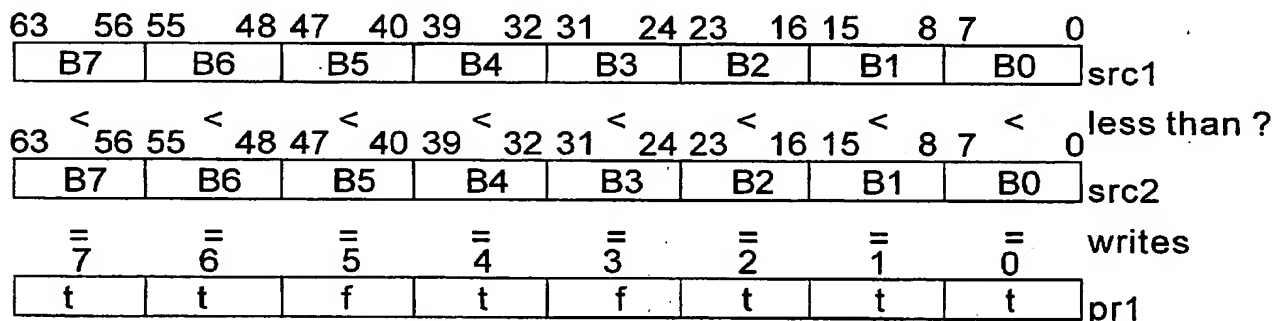 63 56 55 48 47 40 39 32 31 24 23 16 15 8 7 0
B7 B6 B5 B4 B3 B2 B1 B0 src1
< < < < < < < < less than ?
63 56 55 48 47 40 39 32 31 24 23 16 15 8 7 0
B7 B6 B5 B4 B3 B2 B1 B0 src2
= = = = = = = = writes
7 6 5 4 3 2 1 0
t t f t f t t t pr1